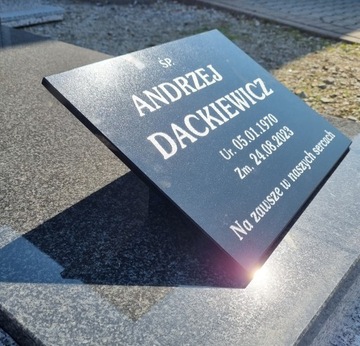 ŚP.
ANDRZEJ
DACKIEWICZ
Ur. 05.01.1970
Zm. 24.08.2023
Na zawsze w naszych sercach